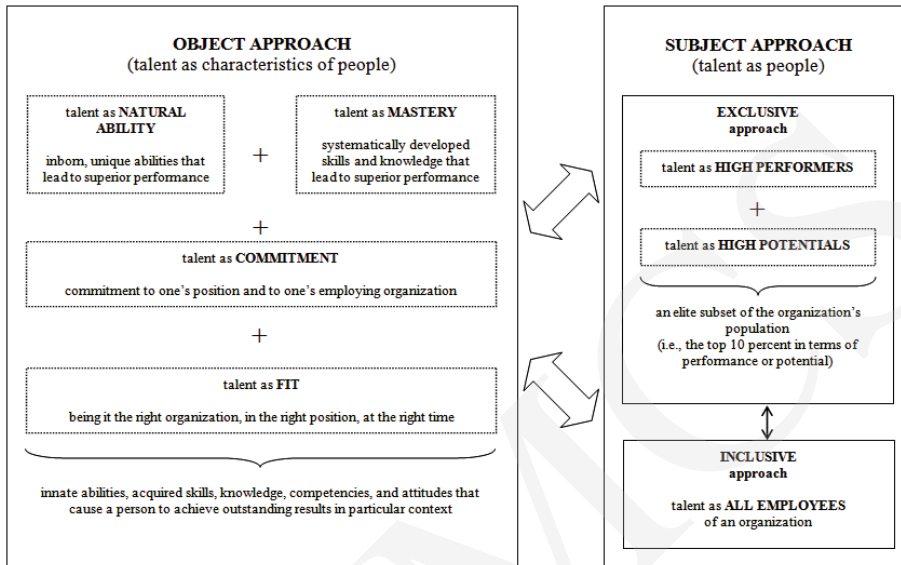 OBJECT APPROACH
(talent as characteristics of people)
talent as NATURAL
ABILITY
inborn, unique abilities that
lead to superior performance
+
talent as MASTERY
systematically developed
skills and knowledge that
lead to superior performance
+
talent as COMMITMENT
commitment to one's position and to one's employing organization
+
talent as FIT
being it the right organization, in the right position, at the right time
innate abilities, acquired skills, knowledge, competencies, and attitudes that
cause a person to achieve outstanding results in particular context
SUBJECT APPROACH
(talent as people)
EXCLUSIVE
approach
talent as HIGH PERFORMERS
+
talent as HIGH POTENTIALS
an elite subset of the organization's
population
(i.e., the top 10 percent in terms of
performance or potential)
INCLUSIVE
approach
talent as ALL EMPLOYEES
of an organization
MCS